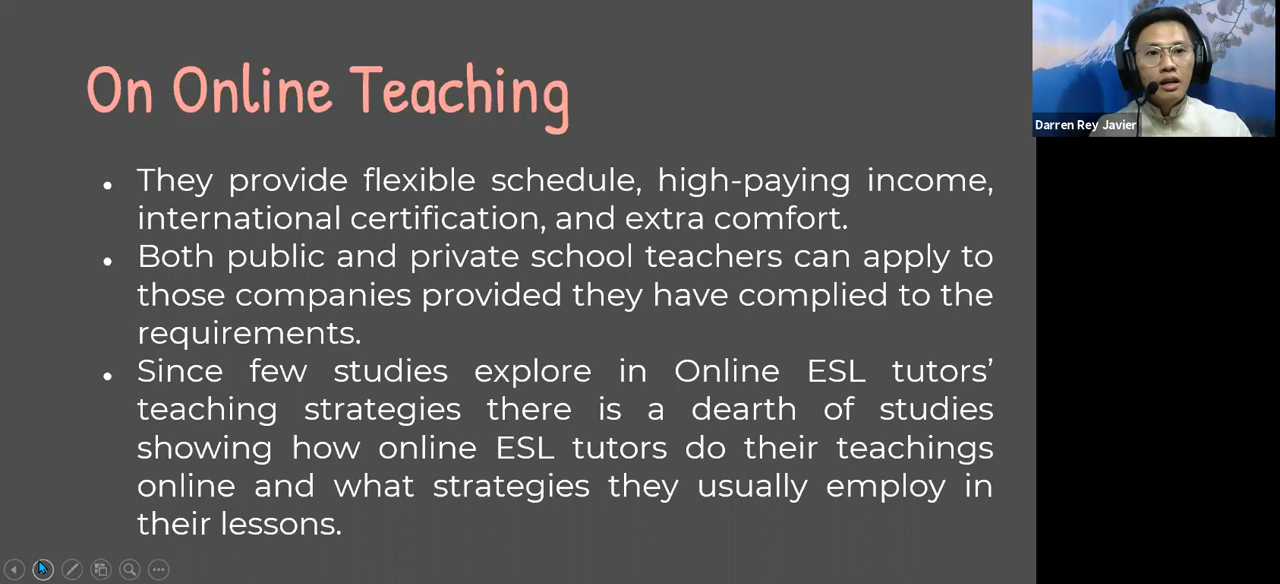 On Online Teaching
Darren Rey Javier
They provide flexible schedule, high-paying income,
international certification, and extra comfort.
Both public and private school teachers can apply to
those companies provided they have complied to the
requirements.
Since few studies explore in Online ESL tutors’
teaching strategies there is a dearth of studies
showing how online ESL tutors do their teachings
online and what strategies they usually employ in
their lessons.